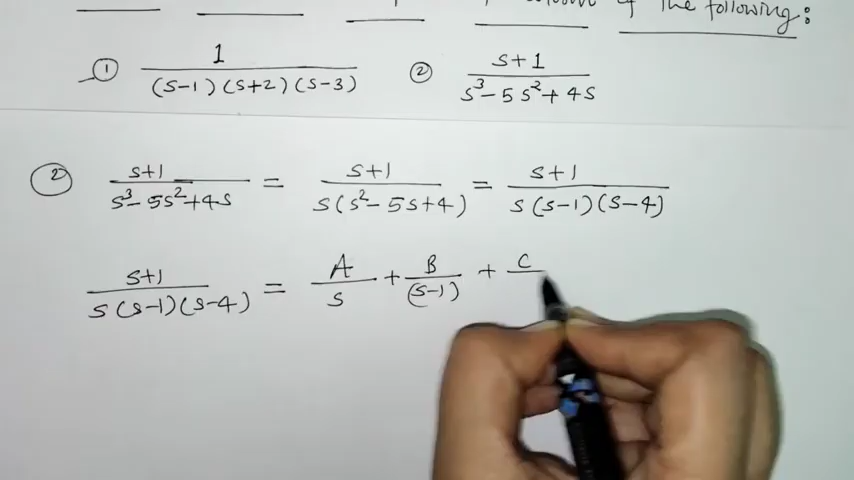 of the following:
① 1/((s-1)(s+2)(s-3)) ② (s+1)/(s³-5s²+4s)
② (s+1)/(s³-5s²+4s) = (s+1)/(s(s²-5s+4)) = (s+1)/(s(s-1)(s-4))
(s+1)/(s(s-1)(s-4)) = A/s + B/(s-1) + C/